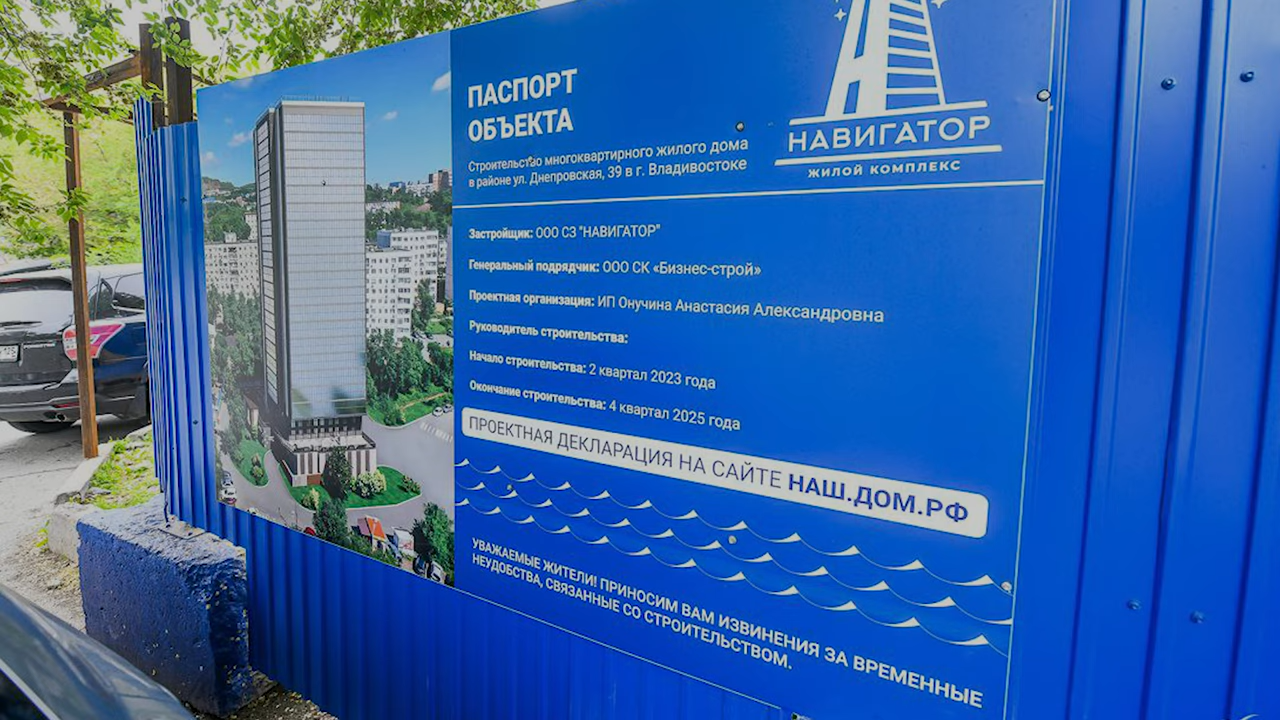 ПАСПОРТ
ОБЪЕКТА
Строительство многоквартирного жилого дома
в районе ул. Днепровская, 39 в г. Владивостоке
НАВИГАТОР
ЖИЛОЙ КОМПЛЕКС
Застройщик: ООО СЗ "НАВИГАТОР"
Генеральный подрядчик: ООО СК «Бизнес-строй»
Проектная организация: ИП Онучина Анастасия Александровна
Руководитель строительства:
Начало строительства: 2 квартал 2023 года
Окончание строительства: 4 квартал 2025 года
ПРОЕКТНАЯ ДЕКЛАРАЦИЯ НА САЙТЕ НАШ.ДОМ.РФ
УВАЖАЕМЫЕ ЖИТЕЛИ! ПРИНОСИМ ВАМ ИЗВИНЕНИЯ ЗА ВРЕМЕННЫЕ
НЕУДОБСТВА, СВЯЗАННЫЕ СО СТРОИТЕЛЬСТВОМ.